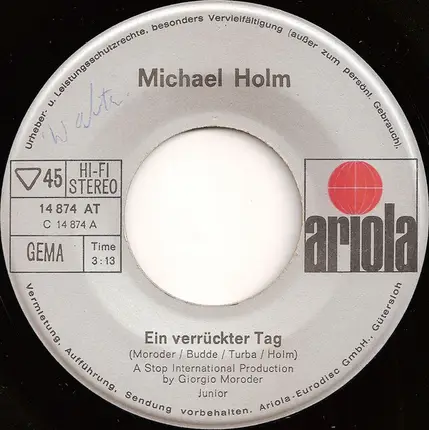 Urheber- u. Leistungsschutzrechte, besonders Vervielfältigung (außer zum persönl. Gebrauch),
Michael Holm
45
HI-FI
STEREO
14 874 AT
C 14 874 A
GEMA
Time
3:13
ariola
Ein verrückter Tag
(Moroder / Budde / Turba / Holm)
A Stop International Production
by Giorgio Moroder
junior
Vermietung, Aufführung, Sendung vorbehalten. Ariola-Eurodisc GmbH., Gütersloh